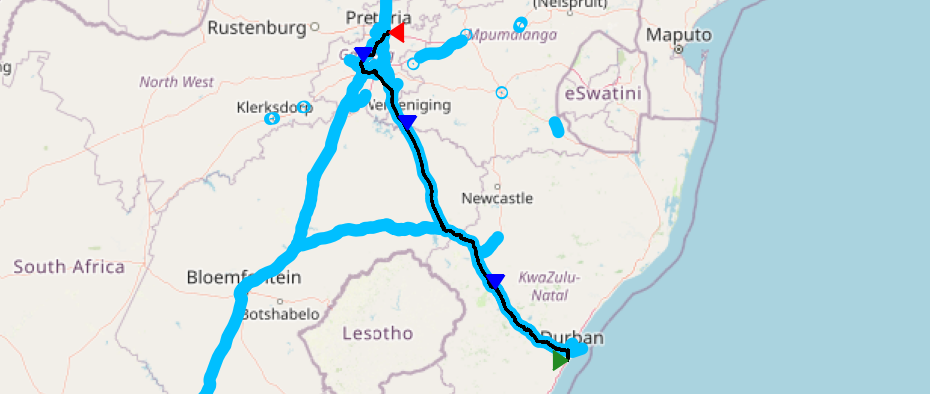 (Nelspruit)
Pretoria
Rustenburg
Mpumalanga
Maputo
North West
eSwatini
Klerksdorp
Vereeniging
Newcastle
South Africa
Bloemfontein
KwaZulu-
Natal
Botshabelo
Lesotho
Durban